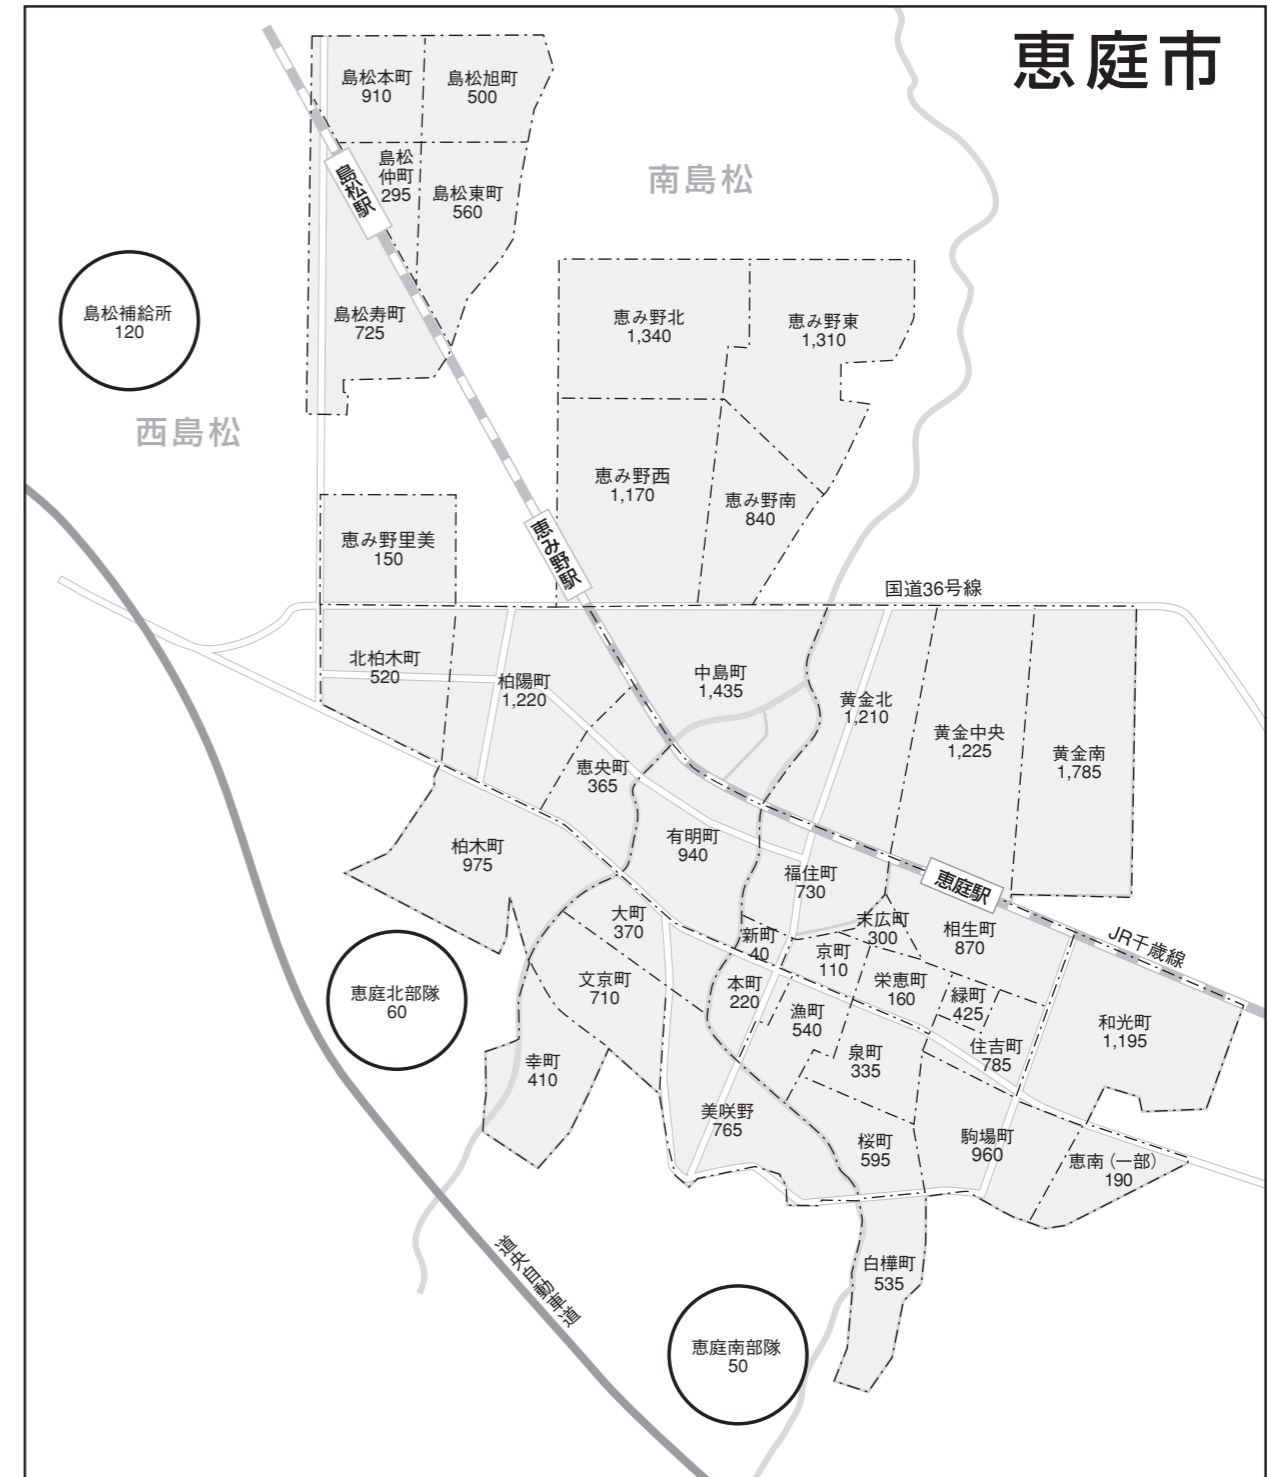 恵庭市
島松本町
910
島松旭町
500
島松
仲町
295
島松東町
560
島松駅
南島松
島松補給所
120
島松寿町
725
恵み野北
1,340
恵み野東
1,310
西島松
恵み野西
1,170
恵み野南
840
恵み野里美
150
恵み野駅
国道36号線
北柏木町
520
柏陽町
1,220
中島町
1,435
黄金北
1,210
黄金中央
1,225
黄金南
1,785
恵央町
365
柏木町
975
有明町
940
福住町
730
恵庭駅
大町
370
新町
40
末広町
300
京町
110
相生町
870
JR千歳線
恵庭北部隊
60
文京町
710
本町
220
栄恵町
160
緑町
425
漁町
540
住吉町
785
和光町
1,195
幸町
410
泉町
335
美咲野
765
桜町
595
駒場町
960
恵南（一部）
190
道央自動車道
白樺町
535
恵庭南部隊
50